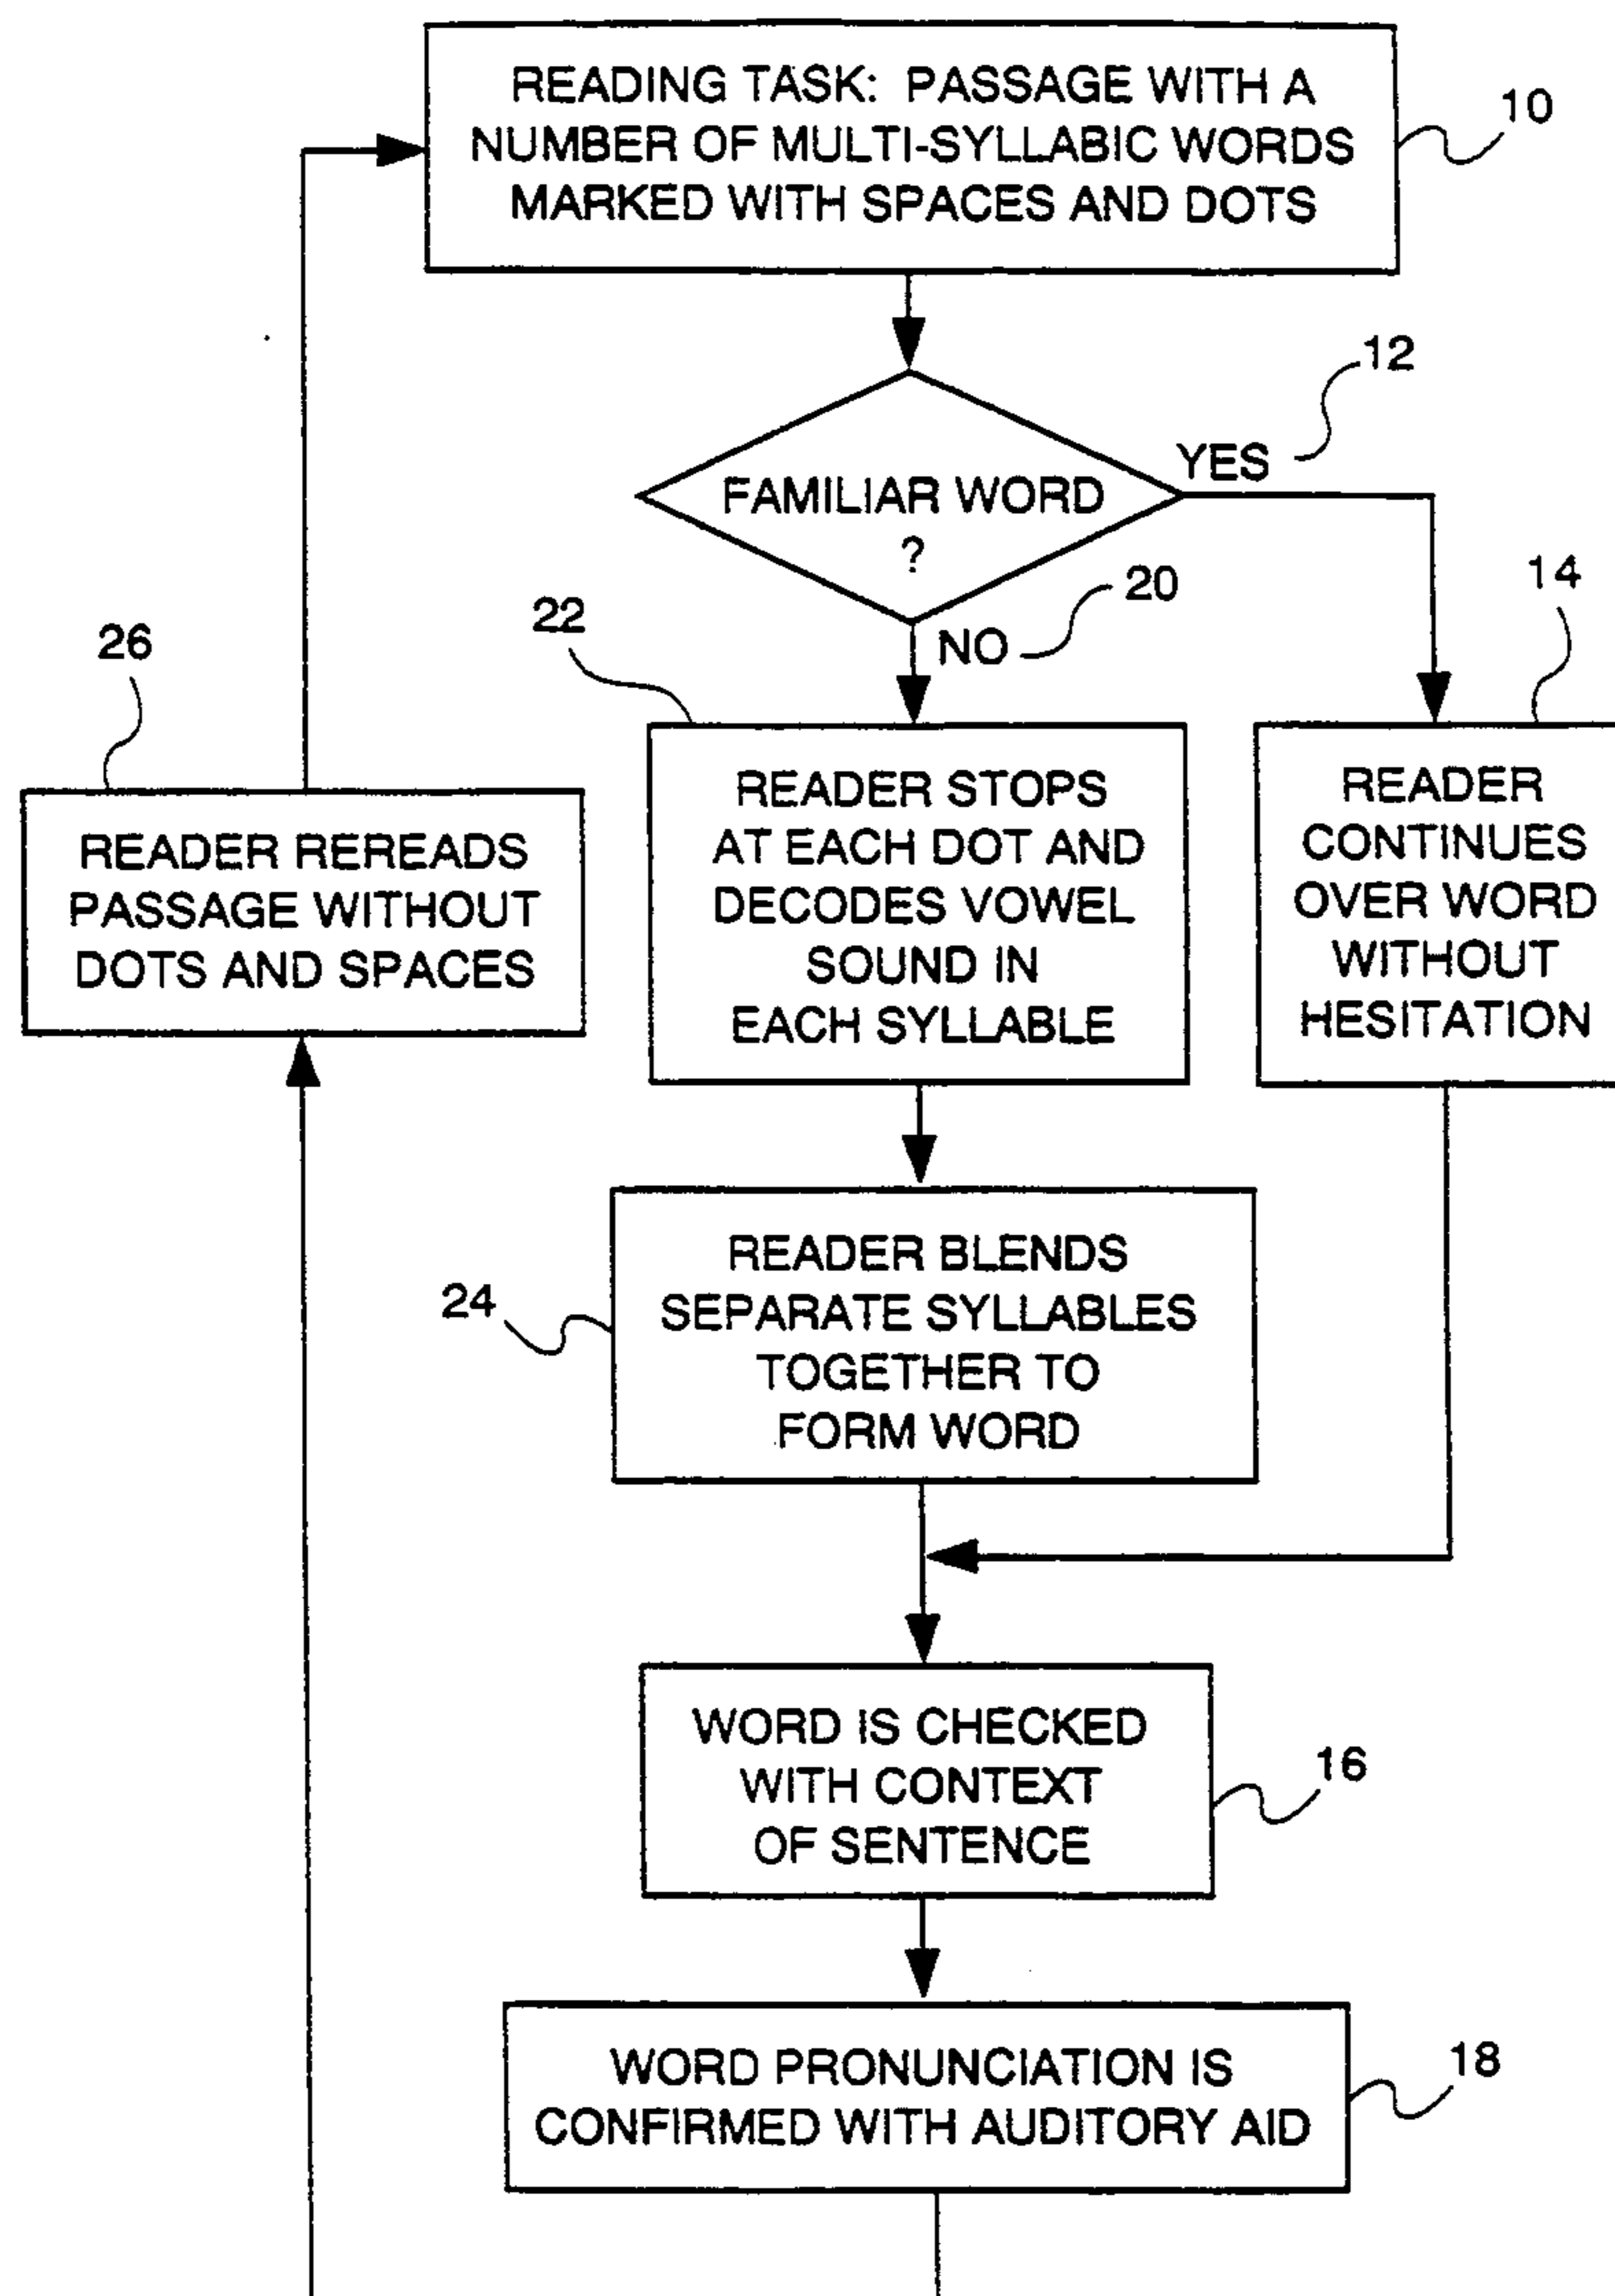 READING TASK: PASSAGE WITH A
NUMBER OF MULTI-SYLLABIC WORDS
MARKED WITH SPACES AND DOTS
10
12
YES
FAMILIAR WORD
?
20
NO
14
22
26
READER STOPS
AT EACH DOT AND
DECODES VOWEL
SOUND IN
EACH SYLLABLE
READER
CONTINUES
OVER WORD
WITHOUT
HESITATION
READER REREADS
PASSAGE WITHOUT
DOTS AND SPACES
READER BLENDS
SEPARATE SYLLABLES
TOGETHER TO
FORM WORD
24
WORD IS CHECKED
WITH CONTEXT
OF SENTENCE
16
WORD PRONUNCIATION IS
CONFIRMED WITH AUDITORY AID
18